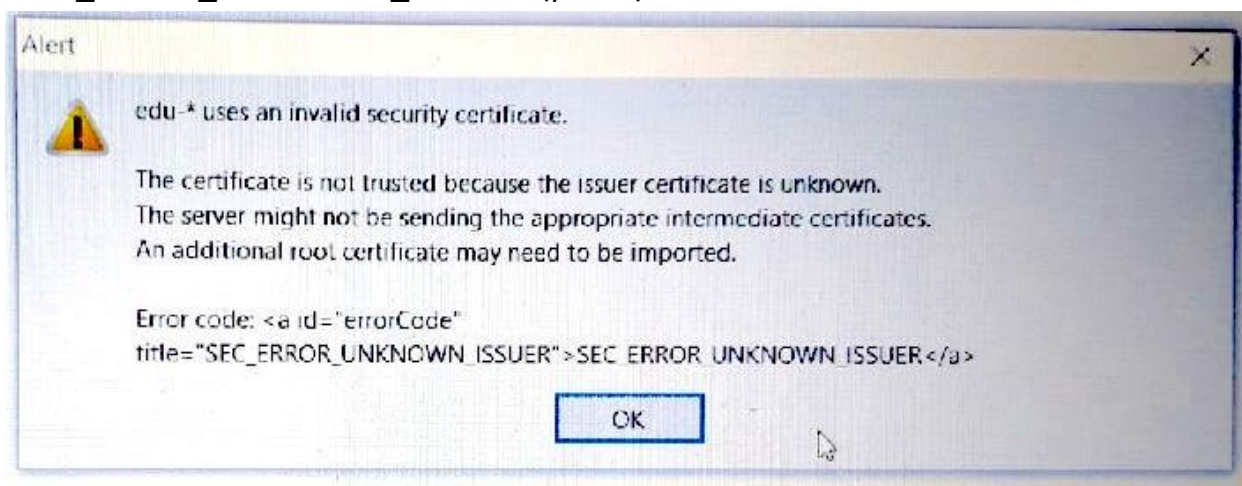 Alert
edu-* uses an invalid security certificate.
The certificate is not trusted because the issuer certificate is unknown.
The server might not be sending the appropriate intermediate certificates.
An additional root certificate may need to be imported.
Error code: <a id="errorCode"
title="SEC_ERROR_UNKNOWN_ISSUER">SEC_ERROR_UNKNOWN_ISSUER</a>
OK